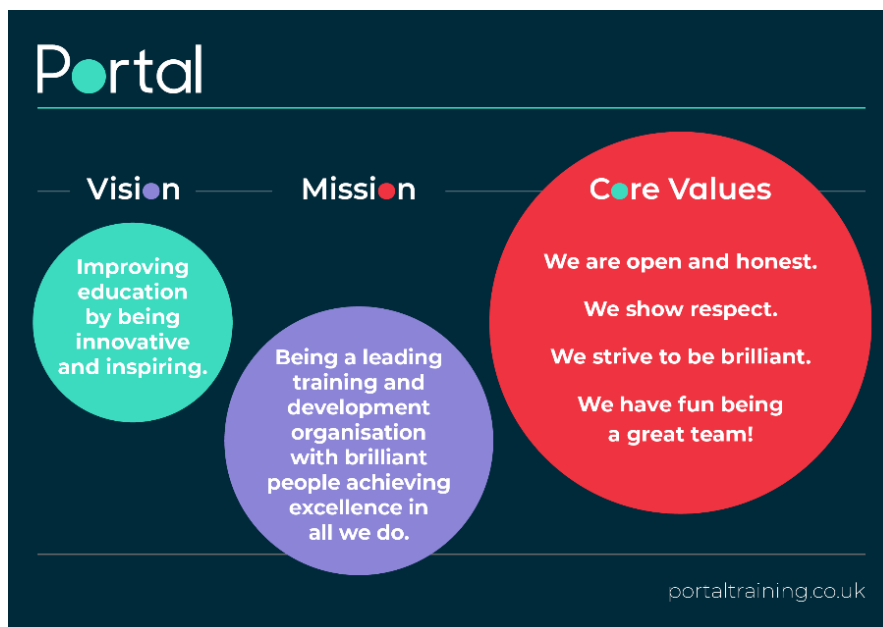 Portal
Vision
Improving
education
by being
innovative
and inspiring.
Mission
Being a leading
training and
development
organisation
with brilliant
people achieving
excellence in
all we do.
Core Values
We are open and honest.
We show respect.
We strive to be brilliant.
We have fun being
a great team!
portaltraining.co.uk